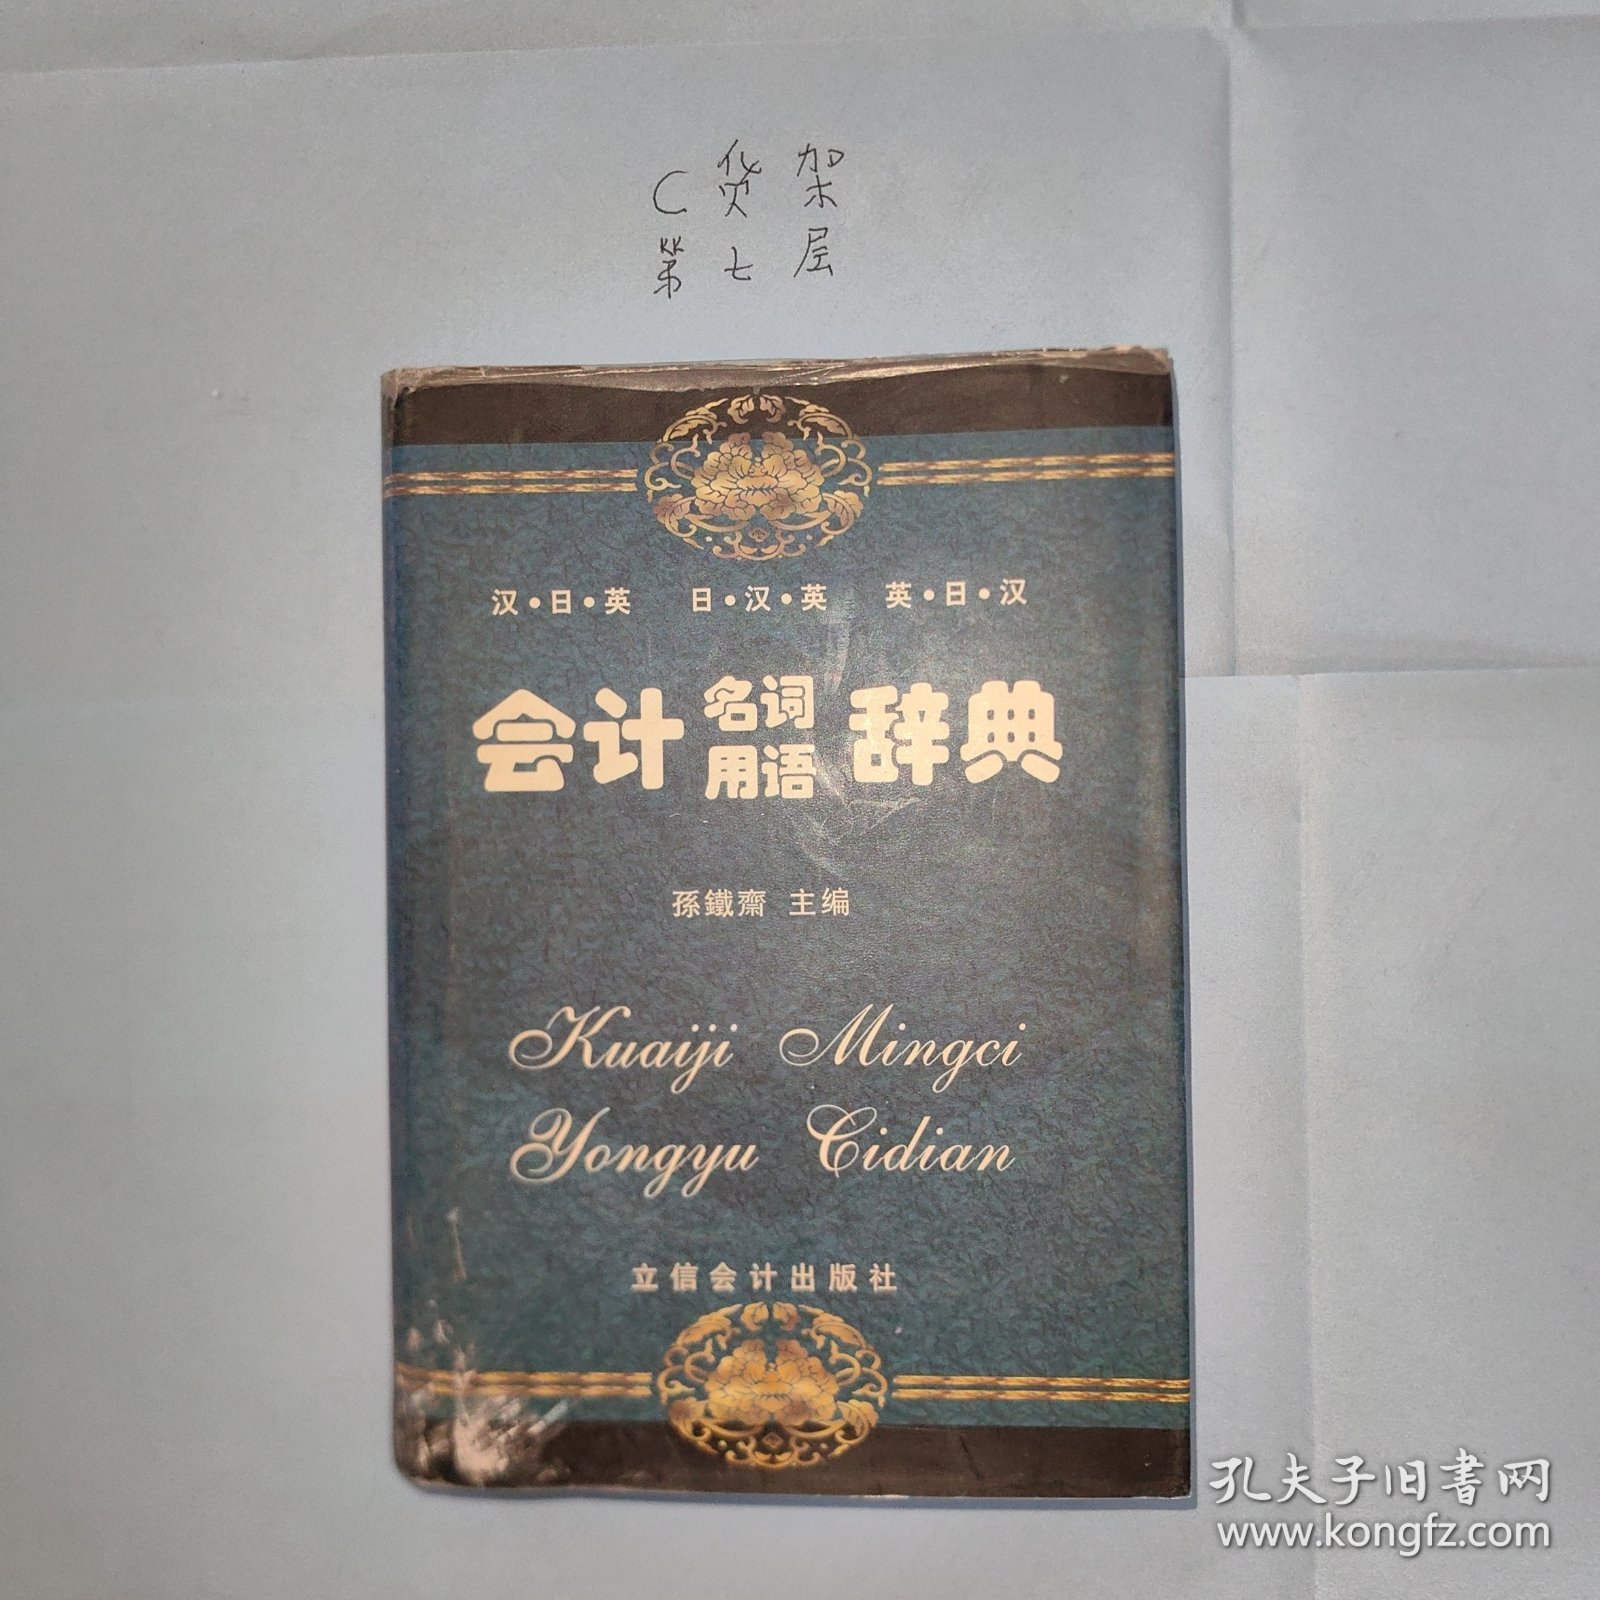 C货架
第七层
汉·日·英 日·汉·英 英·日·汉
会计名词用语辞典
孫鐵齋 主编
Kuaiji Mingci
Yongyu Cidian
立信会计出版社
孔夫子旧书网
www.kongfz.com